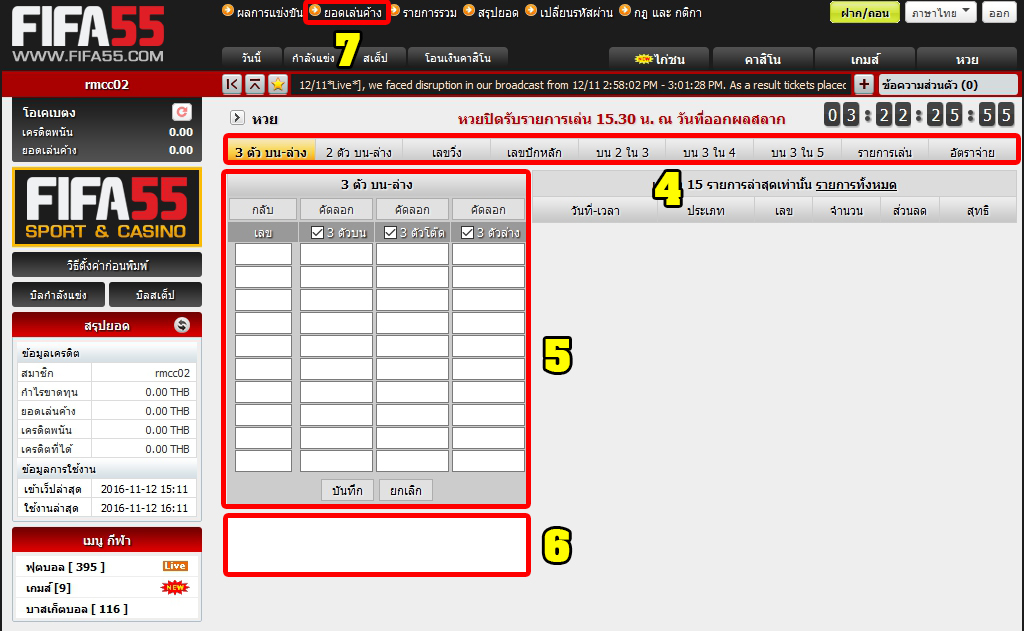 FIFA55
WWW.FIFA55.COM
ผลการแข่งขัน ยอดเล่นค้าง รายการรวม สรุปยอด เปลี่ยนรหัสผ่าน กฎ และ กติกา
ฝาก/ถอน ภาษาไทย ออก
7
วันนี้ กำลังแข่ง สเต็ป โอนเงินคาสิโน ไก่ชน คาสิโน เกมส์ หวย
rmcc02
12/11*Live*], we faced disruption in our broadcast from 12/11 2:58:02 PM - 3:01:28 PM. As a result tickets placed
ข้อความส่วนตัว (0)
โอเคเบตง
เครดิตพนัน 0.00
ยอดเล่นค้าง 0.00
หวย
หวยปิดรับรายการเล่น 15.30 น. ณ วันที่ออกผลสลาก
03:22:25:55
3 ตัว บน-ล่าง 2 ตัว บน-ล่าง เลขวิ่ง เลขปักหลัก บน 2 ใน 3 บน 3 ใน 4 บน 3 ใน 5 รายการเล่น อัตราจ่าย
FIFA55
SPORT & CASINO
3 ตัว บน-ล่าง
กลับ คัดลอก คัดลอก คัดลอก
เลข 3 ตัวบน 3 ตัวโต๊ด 3 ตัวล่าง
4
15 รายการล่าสุดเท่านั้น รายการทั้งหมด
วันที่-เวลา ประเภท เลข จำนวน ส่วนลด สุทธิ
วิธีตั้งค่าก่อนพิมพ์
บิลกำลังแข่ง บิลสเต็ป
สรุปยอด
ข้อมูลเครดิต
สมาชิก rmcc02
กำไรขาดทุน 0.00 THB
ยอดเล่นค้าง 0.00 THB
เครดิตพนัน 0.00 THB
เครดิตที่ได้ 0.00 THB
ข้อมูลการใช้งาน
เข้าเว็ปล่าสุด 2016-11-12 15:11
ใช้งานล่าสุด 2016-11-12 16:11
5
บันทึก ยกเลิก
6
เมนู กีฬา
ฟุตบอล [ 395 ] Live
เกมส์ [9] NEW
บาสเก็ตบอล [ 116 ]